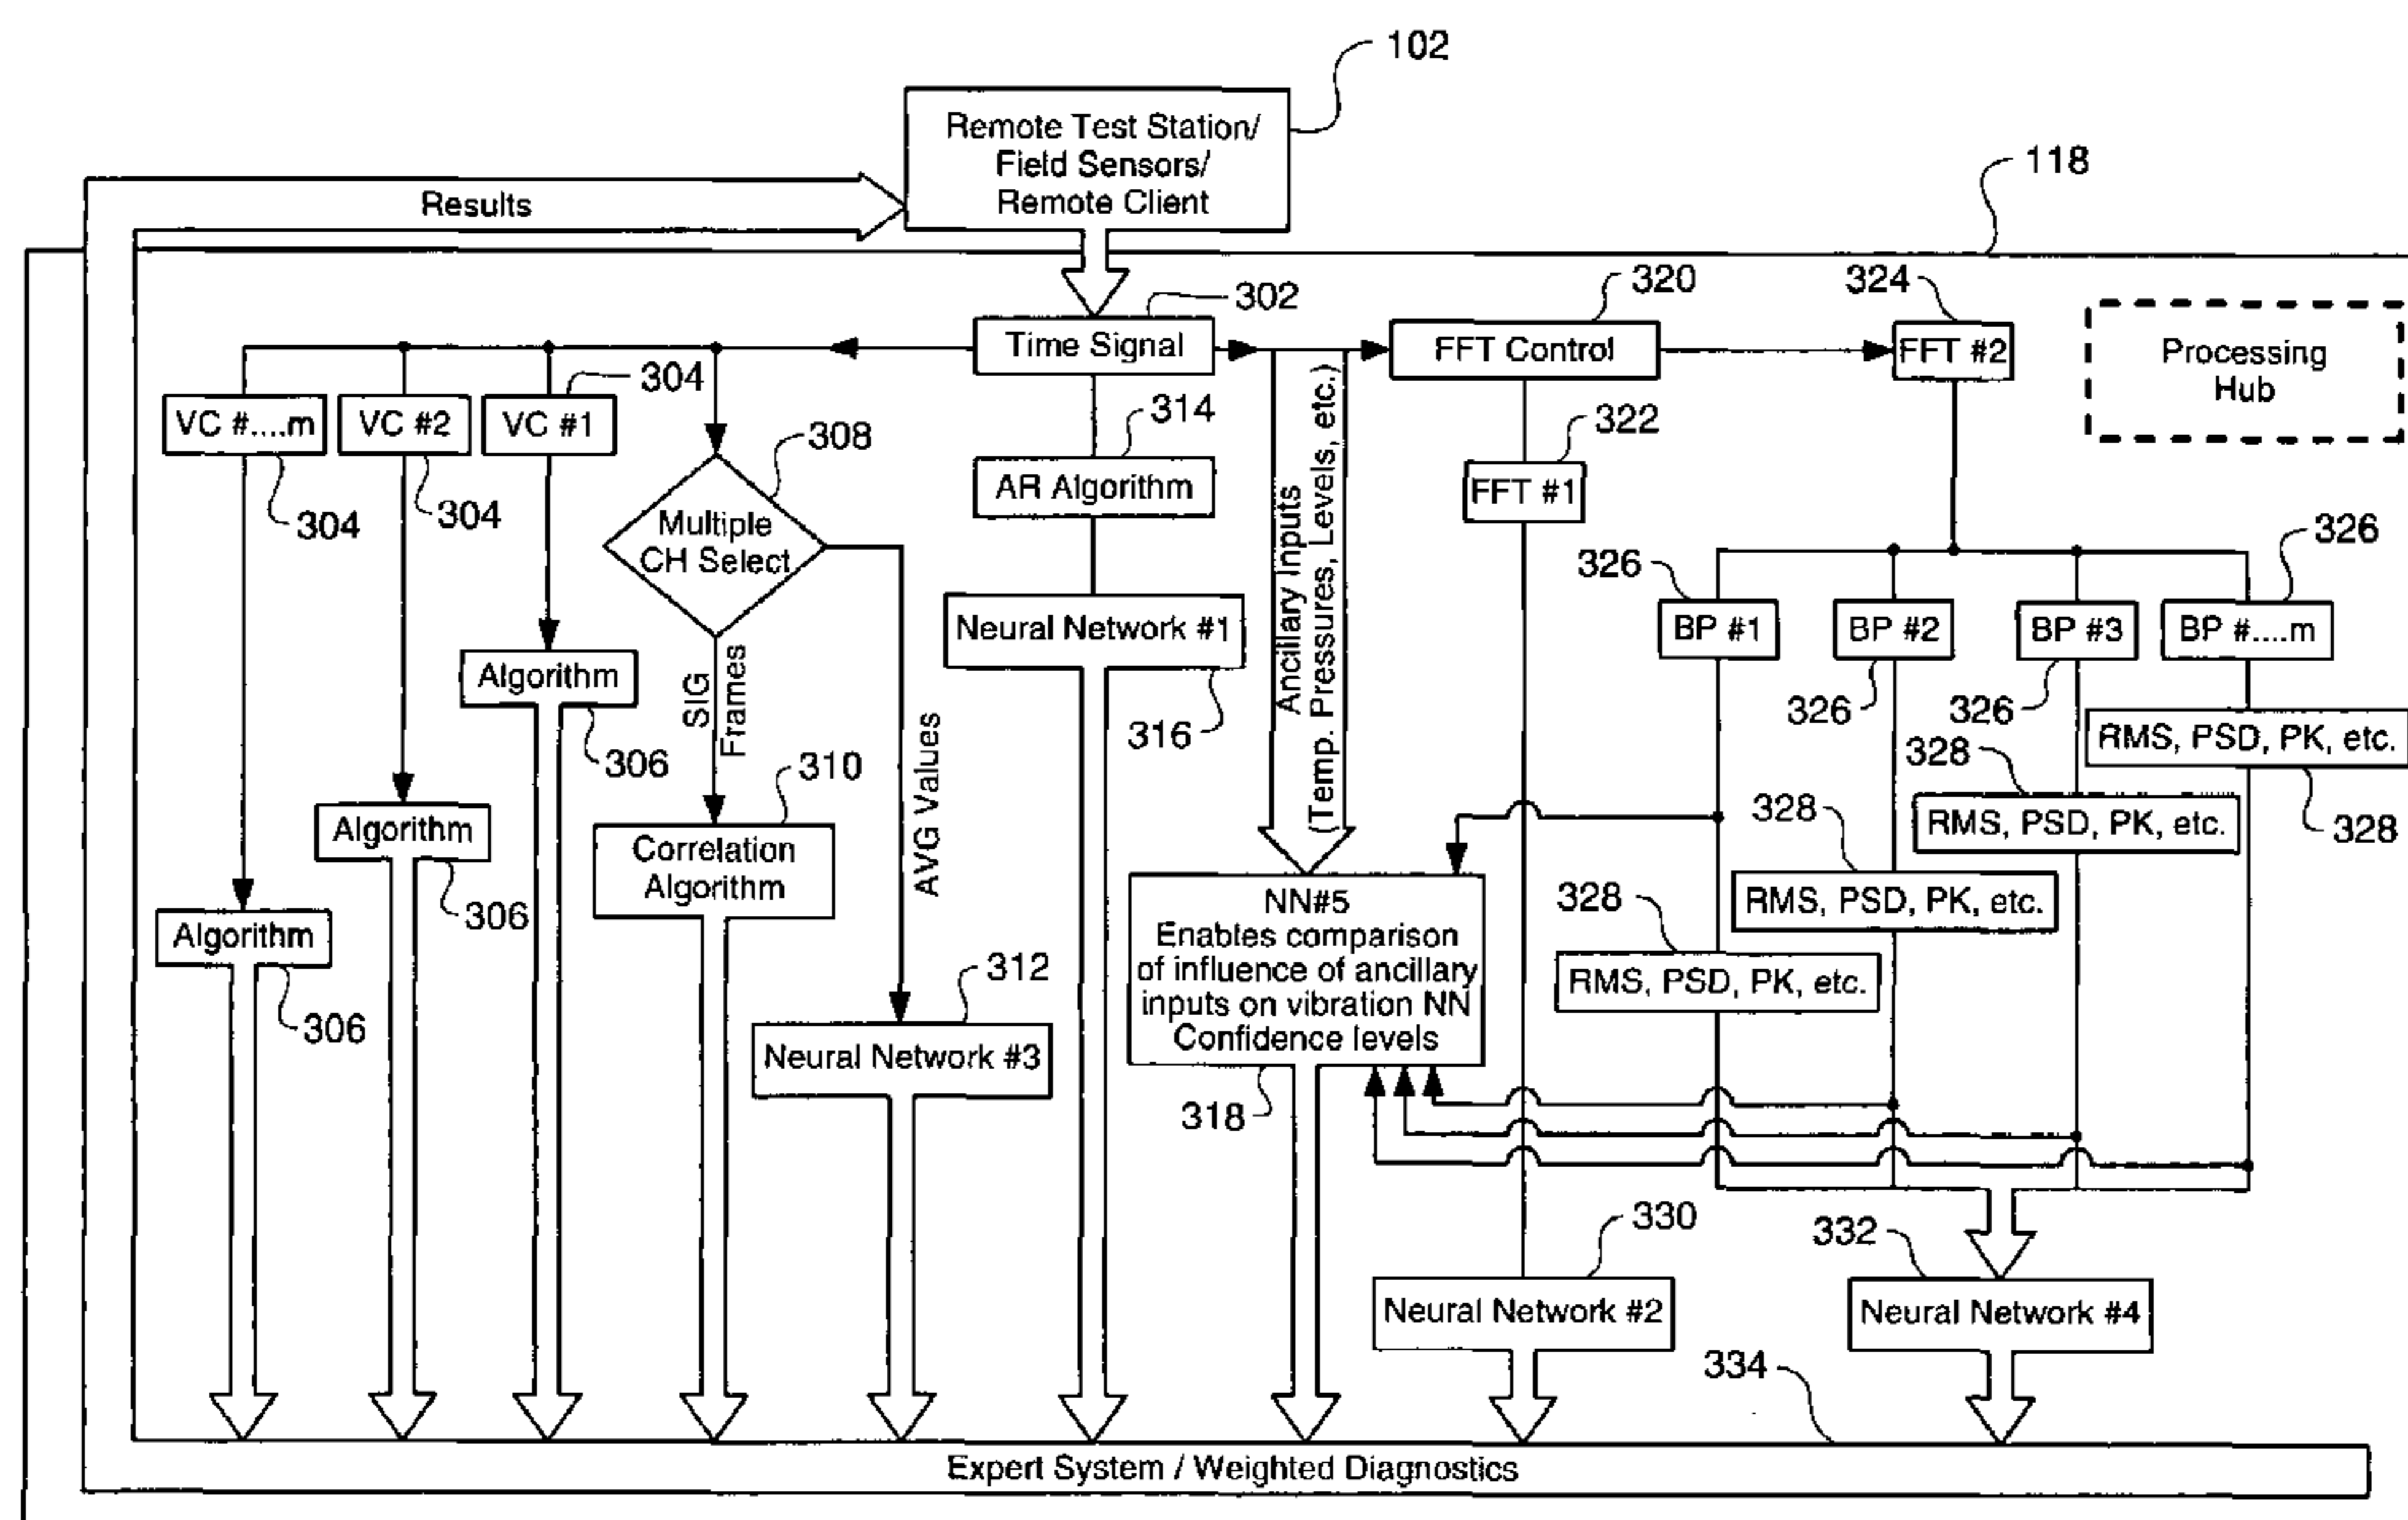 102
Remote Test Station/
Field Sensors/
Remote Client
118
Results
302
320
324
Time Signal
FFT Control
FFT #2
Processing
Hub
304
VC #....m
VC #2
VC #1
314
322
308
304
304
AR Algorithm
FFT #1
Multiple
CH Select
Ancillary Inputs
(Temp. Pressures, Levels, etc.)
326
326
Neural Network #1
BP #1
BP #2
BP #3
BP #....m
Algorithm
SIG
Frames
316
326
326
RMS, PSD, PK, etc.
306
310
AVG Values
328
328
RMS, PSD, PK, etc.
328
Algorithm
Correlation
Algorithm
306
328
RMS, PSD, PK, etc.
NN#5
Enables comparison
of influence of ancillary
inputs on vibration NN
Confidence levels
Algorithm
306
312
RMS, PSD, PK, etc.
Neural Network #3
318
330
332
Neural Network #2
Neural Network #4
334
Expert System / Weighted Diagnostics